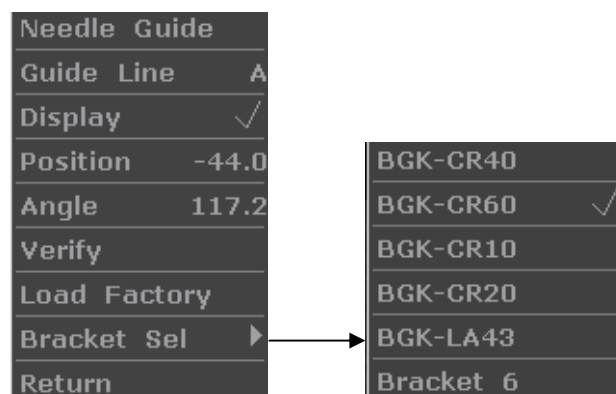 Needle Guide
Guide Line A
Display ✓
Position -44.0
Angle 117.2
Verify
Load Factory
Bracket Sel ▶
Return
BGK-CR40
BGK-CR60 ✓
BGK-CR10
BGK-CR20
BGK-LA43
Bracket 6